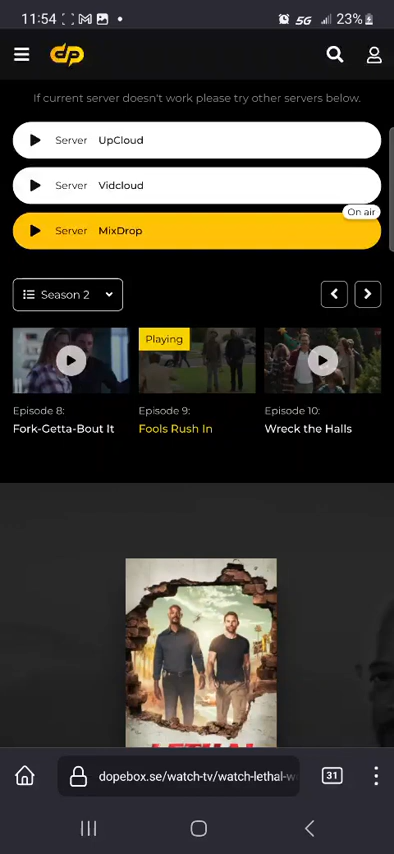 11:54
5G
23%
dp
If current server doesn't work please try other servers below.
Server UpCloud
Server Vidcloud
On air
Server MixDrop
Season 2
Playing
Episode 8:
Fork-Getta-Bout It
Episode 9:
Fools Rush In
Episode 10:
Wreck the Halls
LETHAL
31
dopebox.se/watch-tv/watch-lethal-w